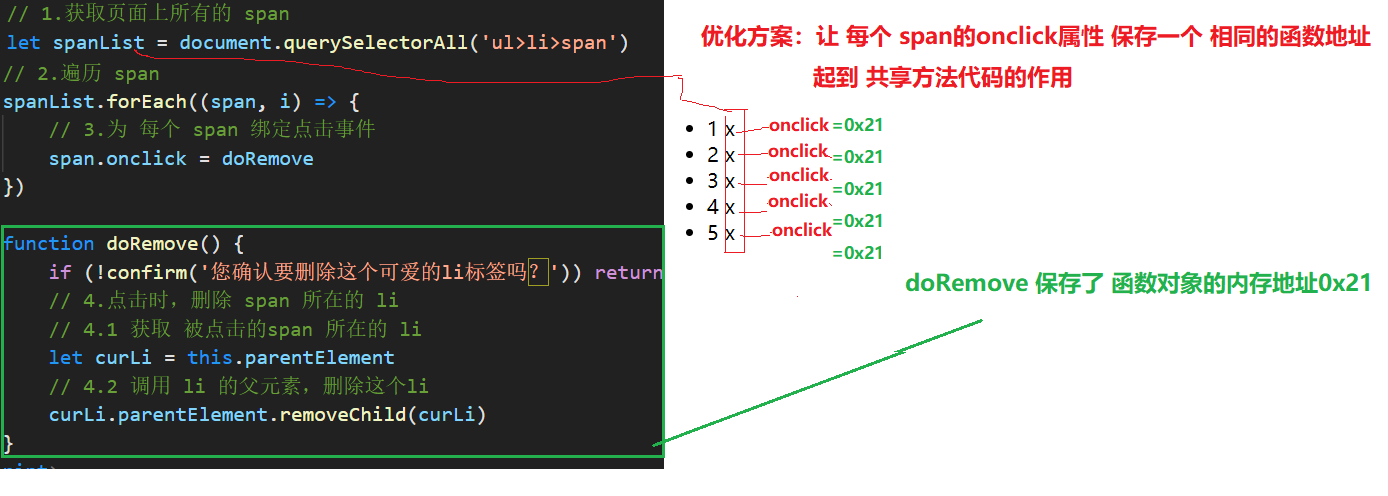 // 1.获取页面上所有的 span
let spanList = document.querySelectorAll('ul>li>span')
// 2.遍历 span
spanList.forEach((span, i) => {
// 3.为 每个 span 绑定点击事件
span.onclick = doRemove
})
function doRemove() {
if (!confirm('您确认要删除这个可爱的li标签吗？')) return
// 4.点击时，删除 span 所在的 li
// 4.1 获取 被点击的span 所在的 li
let curLi = this.parentElement
// 4.2 调用 li 的父元素，删除这个li
curLi.parentElement.removeChild(curLi)
}
优化方案：让 每个 span的onclick属性 保存一个 相同的函数地址
起到 共享方法代码的作用
• 1 x onclick =0x21
• 2 x onclick =0x21
• 3 x onclick =0x21
• 4 x onclick =0x21
• 5 x onclick =0x21
doRemove 保存了 函数对象的内存地址0x21